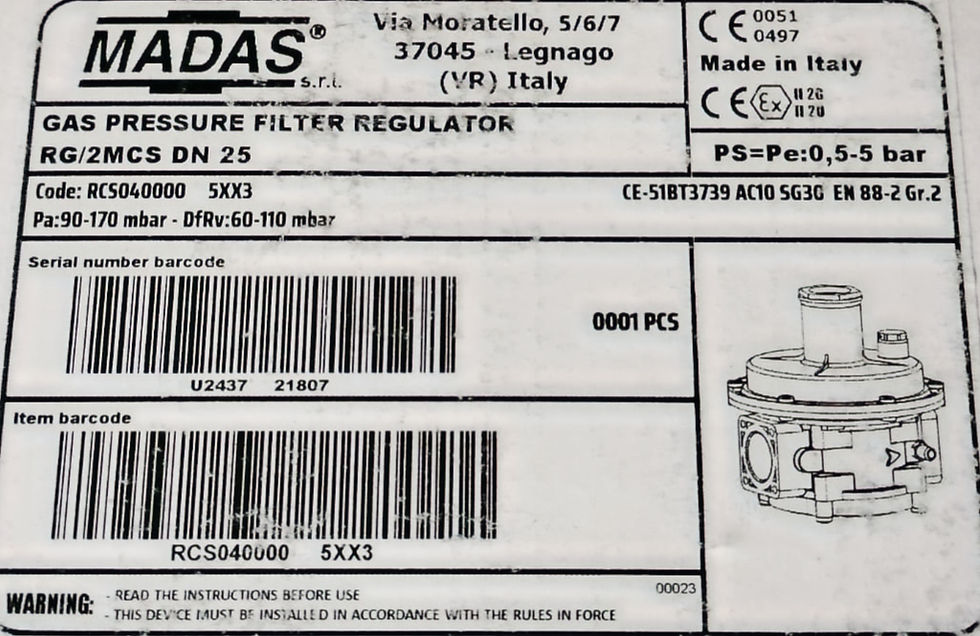 MADAS® s.r.l.
Via Moratello, 5/6/7
37045 - Legnago
(VR) Italy
CE 0051
0497
Made in Italy
CE Ex II 2G
II 2D
GAS PRESSURE FILTER REGULATOR
RG/2MCS DN 25
PS=Pe:0,5-5 bar
Code: RCS040000 5XX3
CE-51BT3739 AC10 SG30 EN 88-2 Gr.2
Pa:90-170 mbar - DfRv:60-110 mbar
Serial number barcode
0001 PCS
U2437 21807
Item barcode
RCS040000 5XX3
WARNING:
- READ THE INSTRUCTIONS BEFORE USE
- THIS DEVICE MUST BE INSTALLED IN ACCORDANCE WITH THE RULES IN FORCE
00023